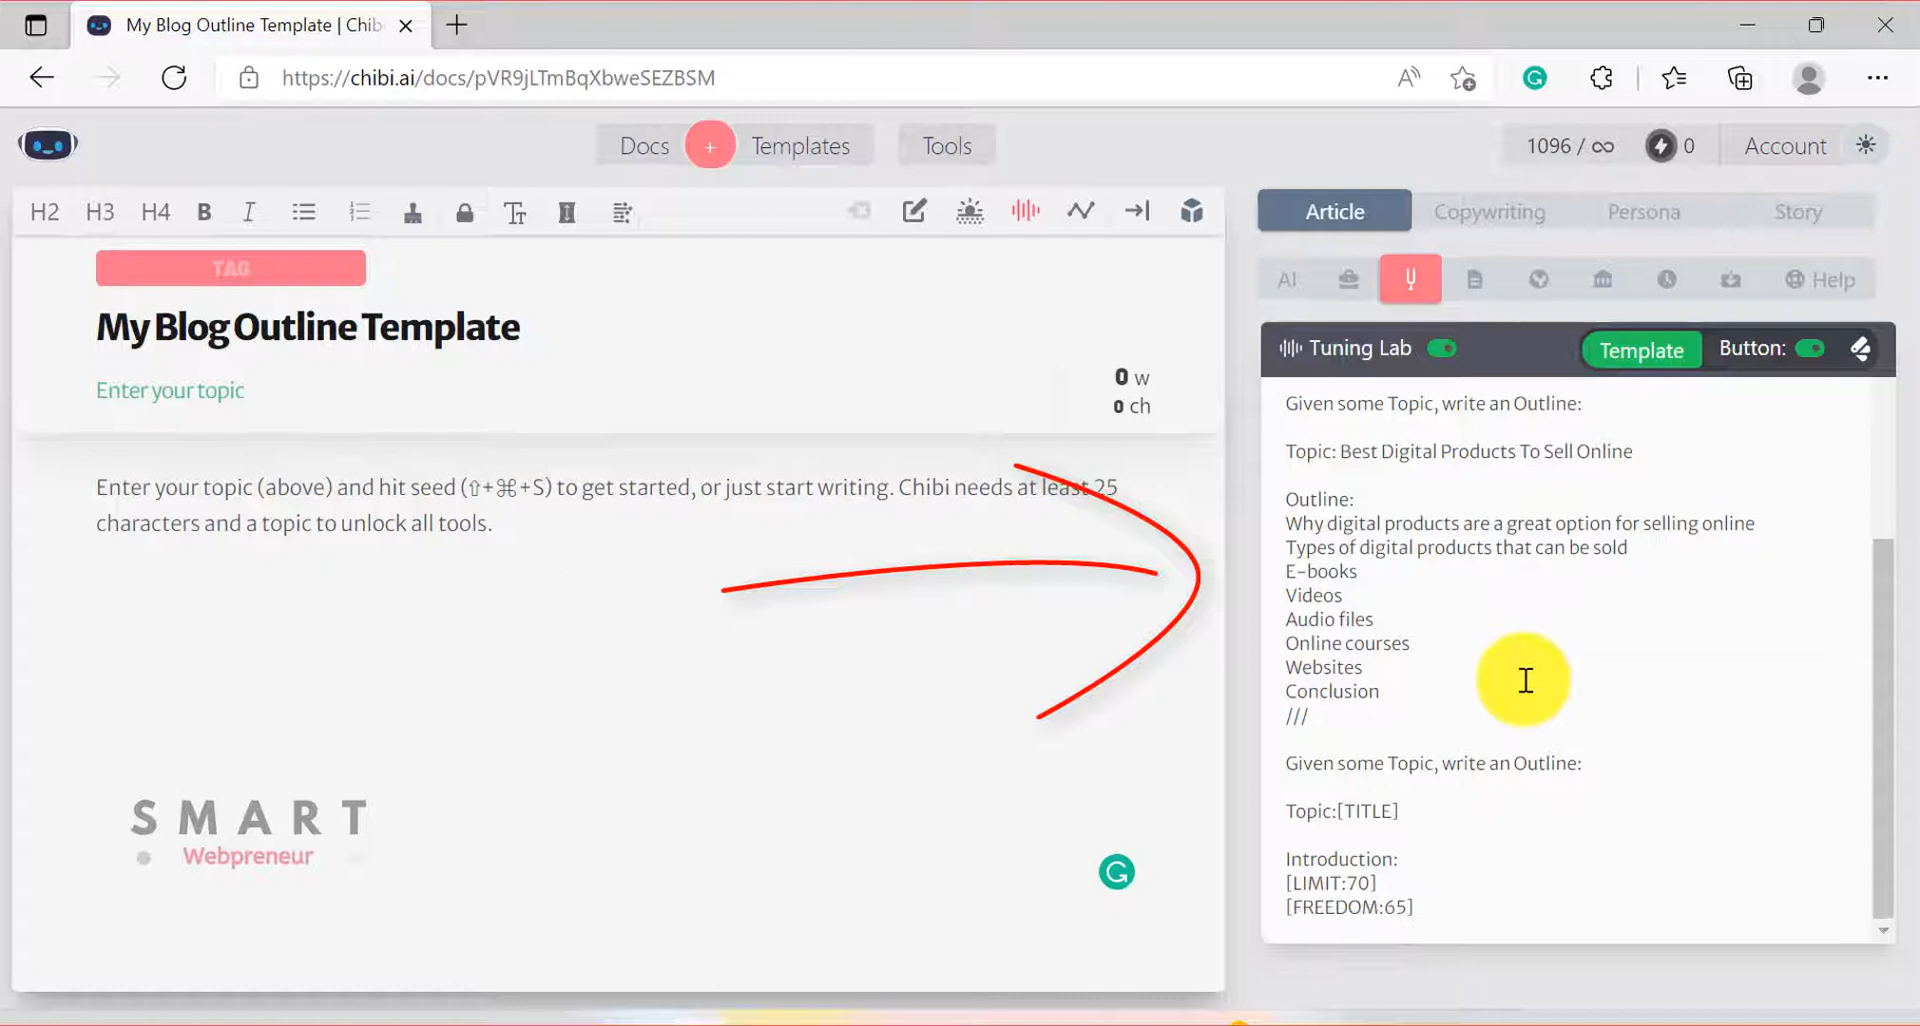 My Blog Outline Template | Chib
https://chibi.ai/docs/pVR9jLTmBqXbweSEZBSM
Docs + Templates Tools
1096 / ∞ 0 Account
H2 H3 H4 B I
Article Copywriting Persona Story
AI Help
TAG
My Blog Outline Template
Enter your topic
0 w
0 ch
Enter your topic (above) and hit seed (⇧+⌘+S) to get started, or just start writing. Chibi needs at least 25
characters and a topic to unlock all tools.
SMART
Webpreneur
Tuning Lab Template Button:
Given some Topic, write an Outline:
Topic: Best Digital Products To Sell Online
Outline:
Why digital products are a great option for selling online
Types of digital products that can be sold
E-books
Videos
Audio files
Online courses
Websites
Conclusion
///
Given some Topic, write an Outline:
Topic:[TITLE]
Introduction:
[LIMIT:70]
[FREEDOM:65]